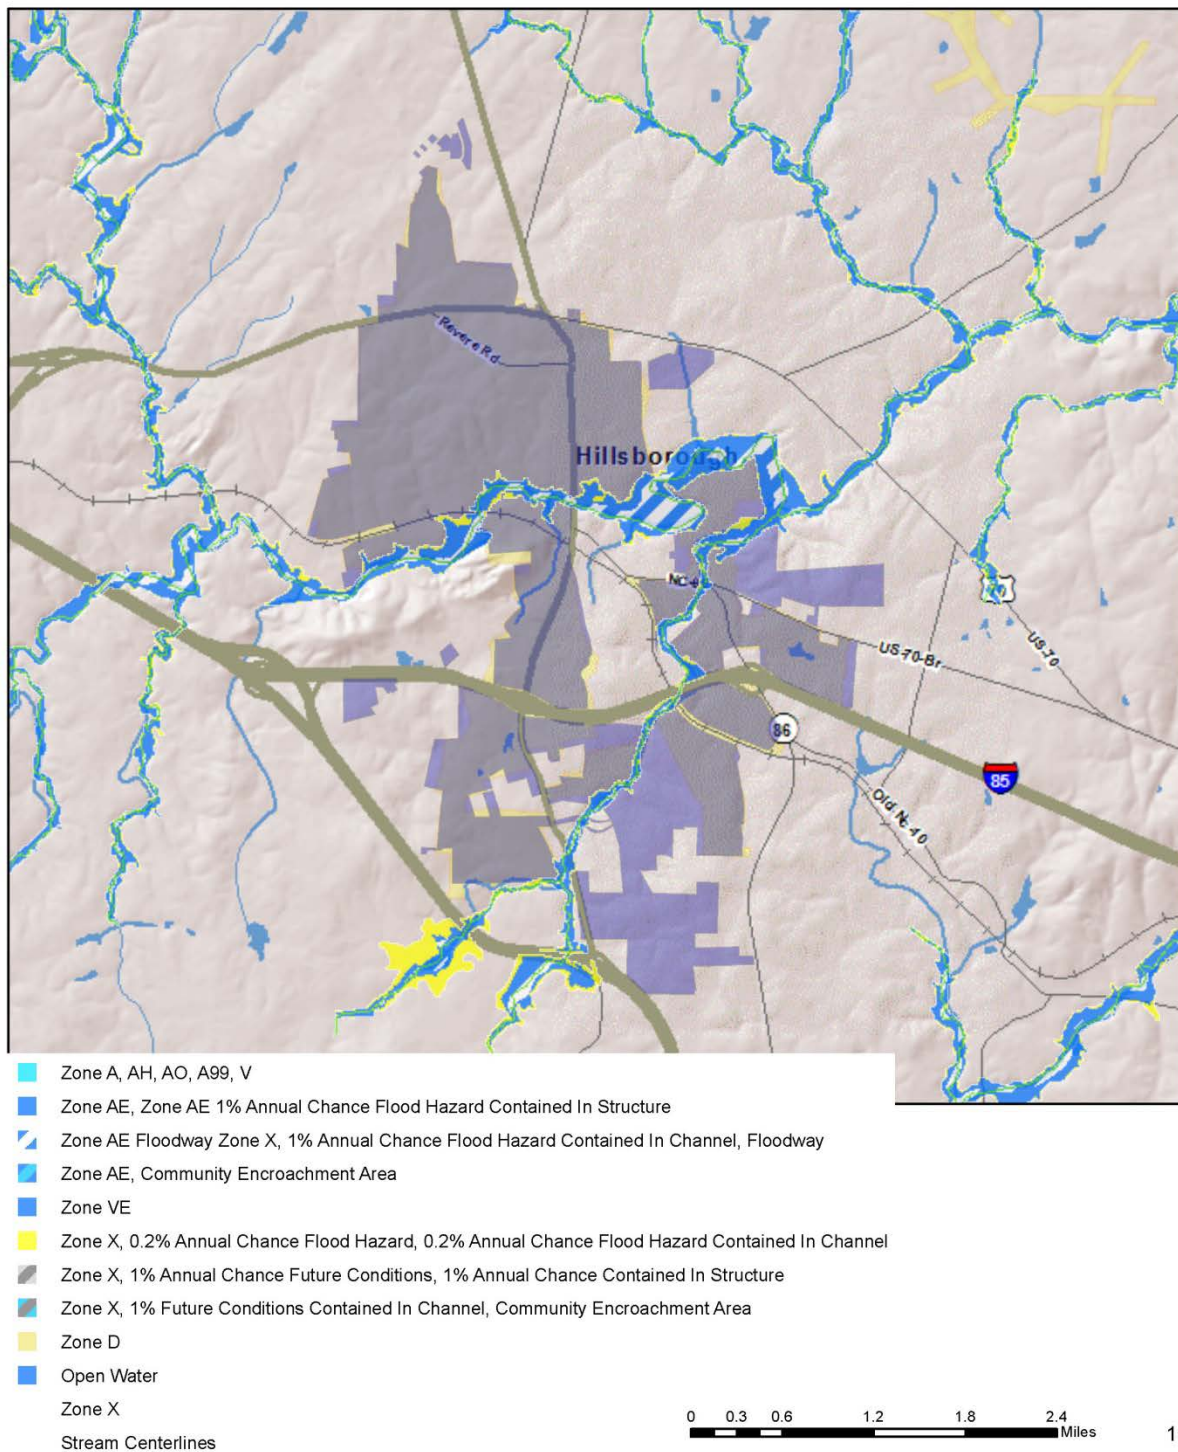 Revere Rd
Hillsborough
NC-86
US-70-Br
70
US-70
86
85
Old Nc 10
Zone A, AH, AO, A99, V
Zone AE, Zone AE 1% Annual Chance Flood Hazard Contained In Structure
Zone AE Floodway Zone X, 1% Annual Chance Flood Hazard Contained In Channel, Floodway
Zone AE, Community Encroachment Area
Zone VE
Zone X, 0.2% Annual Chance Flood Hazard, 0.2% Annual Chance Flood Hazard Contained In Channel
Zone X, 1% Annual Chance Future Conditions, 1% Annual Chance Contained In Structure
Zone X, 1% Future Conditions Contained In Channel, Community Encroachment Area
Zone D
Open Water
Zone X
Stream Centerlines
0 0.3 0.6 1.2 1.8 2.4
Miles
1